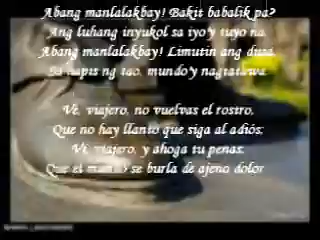 Abang manlalakbay! Bakit babalik pa?
Ang luhang inyukol sa iyo'y tuyo na.
Abang manlalakbay! Limutin ang dusa.
Sa hapis ng tao, mundo'y nagtatawa.
Ve, viajero, no vuelvas el rostro,
Que no hay llanto que siga al adiós;
Ve, viajero, y ahoga tu penas;
Que el mundo se burla de ajeno dolor.